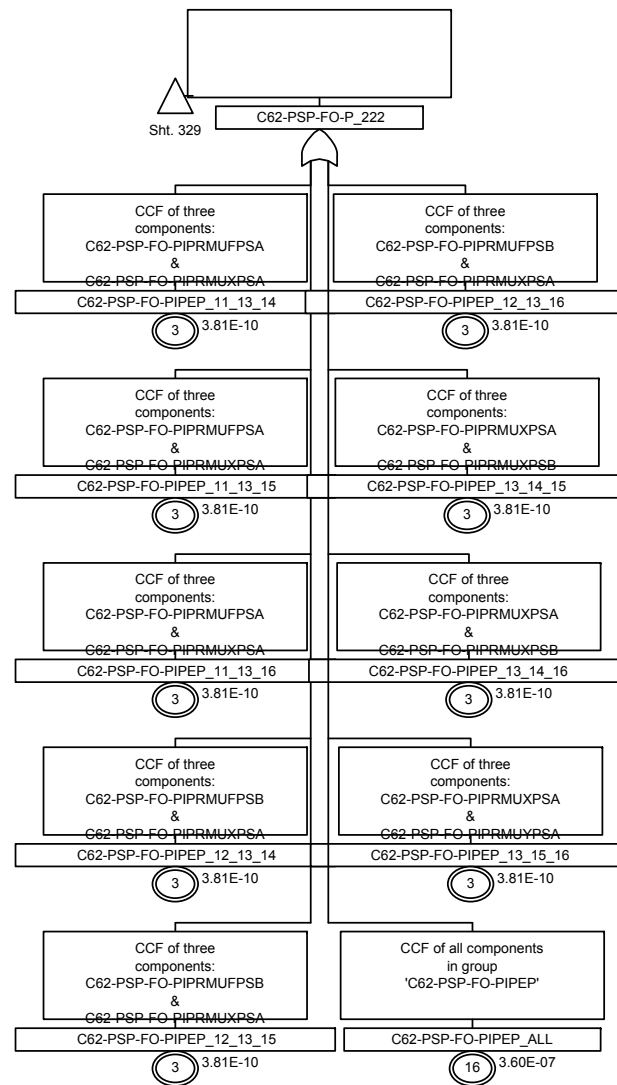 Sht. 329
C62-PSP-FO-P_222
CCF of three
components:
C62-PSP-FO-PIPRMUFPSA
&
C62-PSP-FO-PIPRMUXPSA
C62-PSP-FO-PIPEP_11_13_14
3
3.81E-10
CCF of three
components:
C62-PSP-FO-PIPRMUFPSB
&
C62-PSP-FO-PIPRMUXPSA
C62-PSP-FO-PIPEP_12_13_16
3
3.81E-10
CCF of three
components:
C62-PSP-FO-PIPRMUFPSA
&
C62-PSP-FO-PIPRMUXPSA
C62-PSP-FO-PIPEP_11_13_15
3
3.81E-10
CCF of three
components:
C62-PSP-FO-PIPRMUXPSA
&
C62-PSP-FO-PIPRMUXPSB
C62-PSP-FO-PIPEP_13_14_15
3
3.81E-10
CCF of three
components:
C62-PSP-FO-PIPRMUFPSA
&
C62-PSP-FO-PIPRMUXPSA
C62-PSP-FO-PIPEP_11_13_16
3
3.81E-10
CCF of three
components:
C62-PSP-FO-PIPRMUXPSA
&
C62-PSP-FO-PIPRMUXPSB
C62-PSP-FO-PIPEP_13_14_16
3
3.81E-10
CCF of three
components:
C62-PSP-FO-PIPRMUFPSB
&
C62-PSP-FO-PIPRMUXPSA
C62-PSP-FO-PIPEP_12_13_14
3
3.81E-10
CCF of three
components:
C62-PSP-FO-PIPRMUXPSA
&
C62-PSP-FO-PIPRMUYPSA
C62-PSP-FO-PIPEP_13_15_16
3
3.81E-10
CCF of three
components:
C62-PSP-FO-PIPRMUFPSB
&
C62-PSP-FO-PIPRMUXPSA
C62-PSP-FO-PIPEP_12_13_15
3
3.81E-10
CCF of all components
in group
'C62-PSP-FO-PIPEP'
C62-PSP-FO-PIPEP_ALL
16
3.60E-07